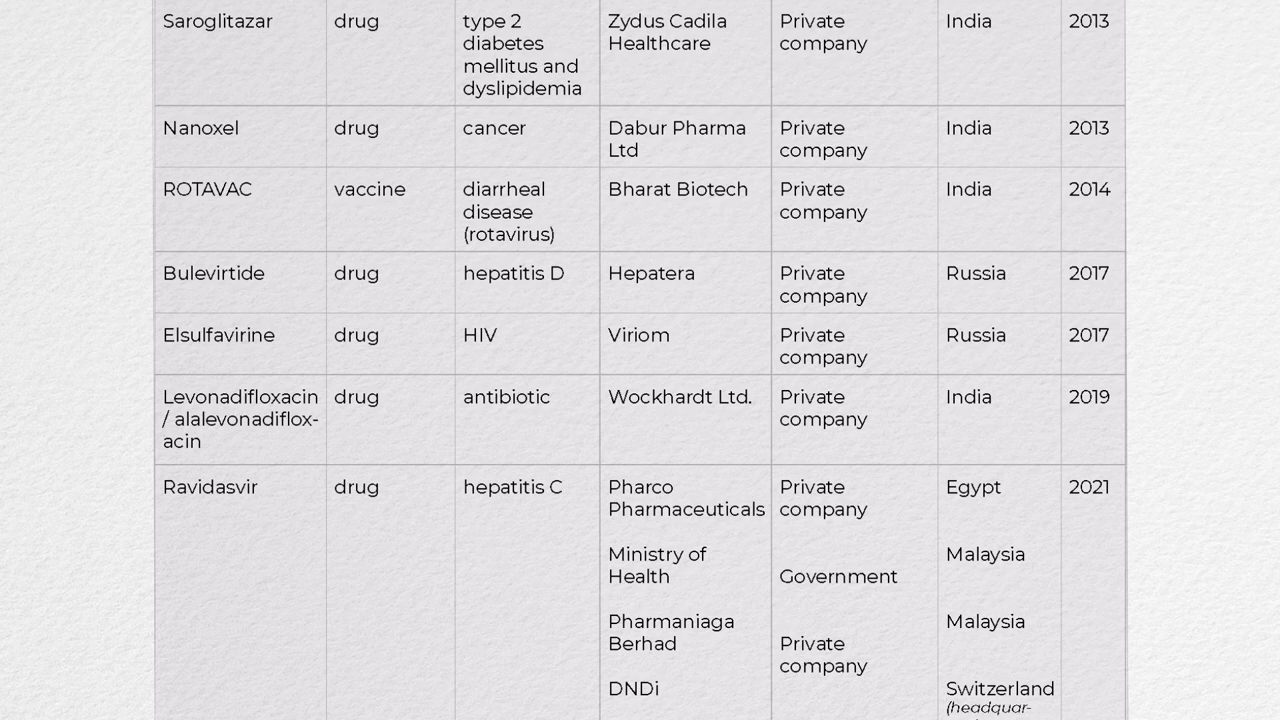 Saroglitazar drug type 2 Zydus Cadila Private India 2013
diabetes Healthcare company
mellitus and
dyslipidemia
Nanoxel drug cancer Dabur Pharma Private India 2013
Ltd company
ROTAVAC vaccine diarrheal Bharat Biotech Private India 2014
disease company
(rotavirus)
Bulevirtide drug hepatitis D Hepatera Private Russia 2017
company
Elsulfavirine drug HIV Viriom Private Russia 2017
company
Levonadifloxacin drug antibiotic Wockhardt Ltd. Private India 2019
/ alalevonadiflox- company
acin
Ravidasvir drug hepatitis C Pharco Private Egypt 2021
Pharmaceuticals company
Ministry of Malaysia
Health Government
Pharmaniaga Malaysia
Berhad Private
company
DNDi Switzerland
(headquar-